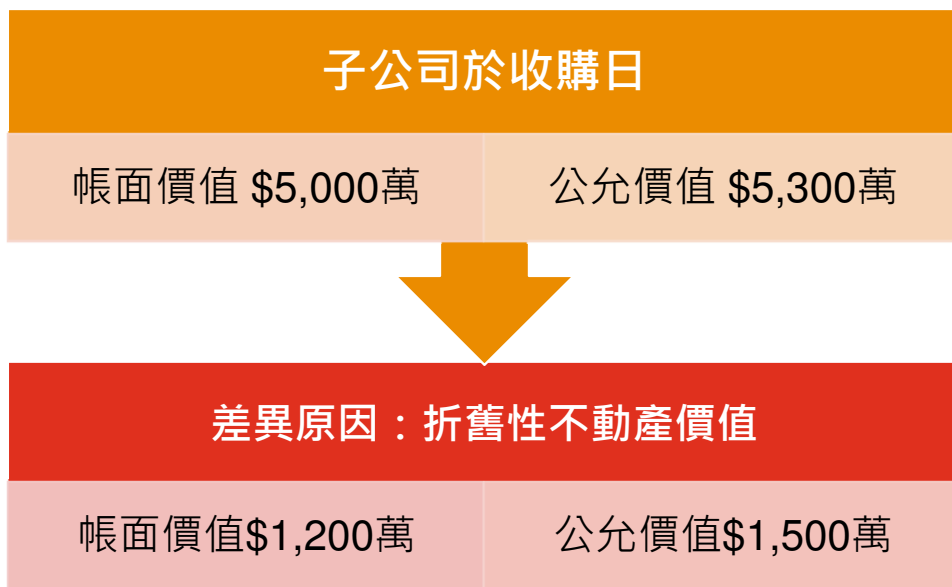 子公司於收購日
帳面價值 $5,000萬
公允價值 $5,300萬
差異原因：折舊性不動產價值
帳面價值$1,200萬
公允價值$1,500萬